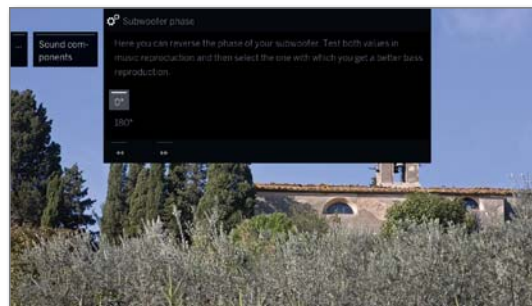 Subwoofer phase
...
Sound com-
ponents
Here you can reverse the phase of your subwoofer. Test both values in
music reproduction and then select the one with which you get a better bass
reproduction.
0°
180°